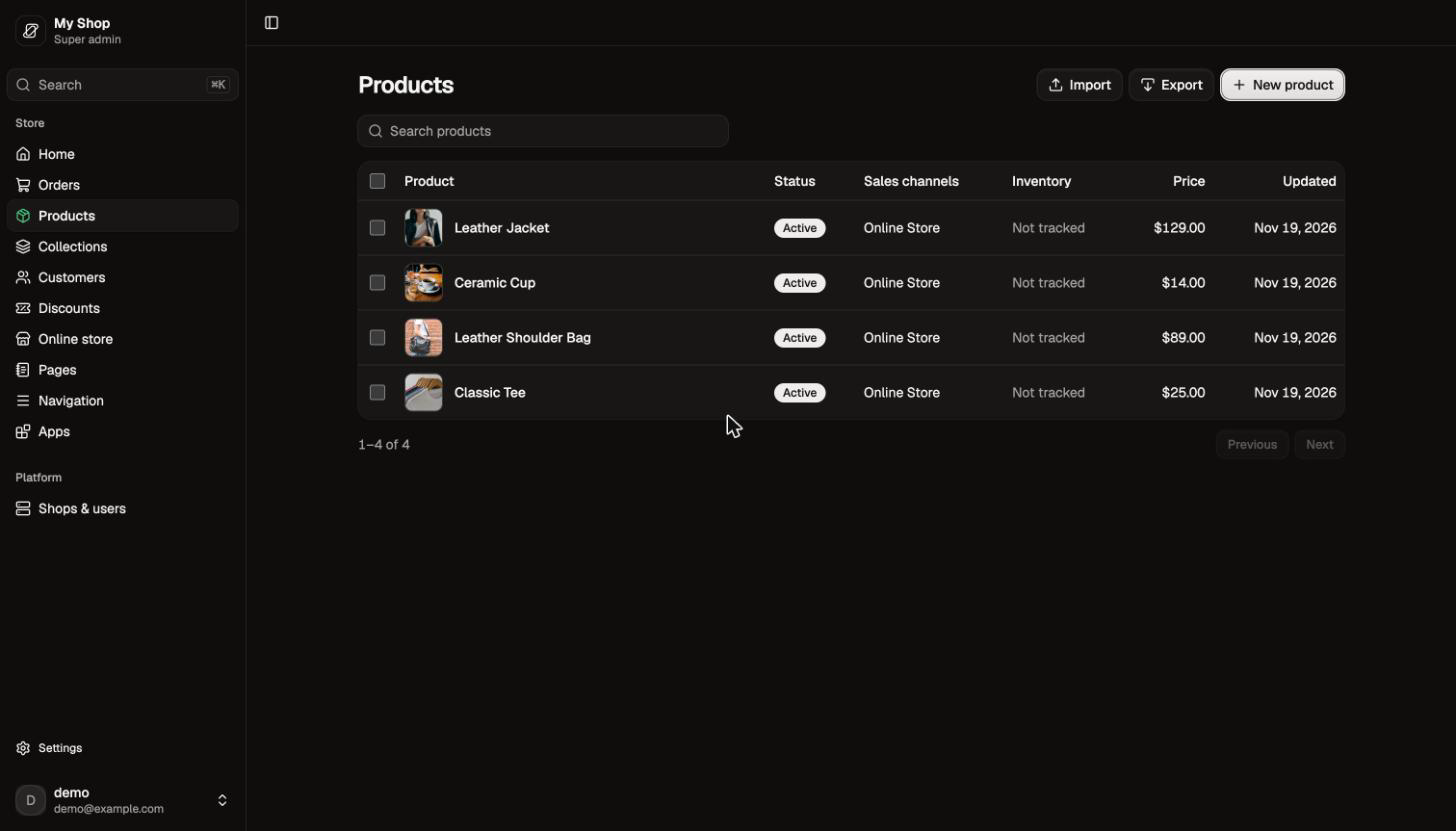 My Shop
Super admin
Search ⌘K
Store
Home
Orders
Products
Collections
Customers
Discounts
Online store
Pages
Navigation
Apps
Platform
Shops & users
Settings
D
demo
demo@example.com
Products
Import
Export
New product
Search products
Product Status Sales channels Inventory Price Updated
Leather Jacket Active Online Store Not tracked $129.00 Nov 19, 2026
Ceramic Cup Active Online Store Not tracked $14.00 Nov 19, 2026
Leather Shoulder Bag Active Online Store Not tracked $89.00 Nov 19, 2026
Classic Tee Active Online Store Not tracked $25.00 Nov 19, 2026
1–4 of 4
Previous
Next